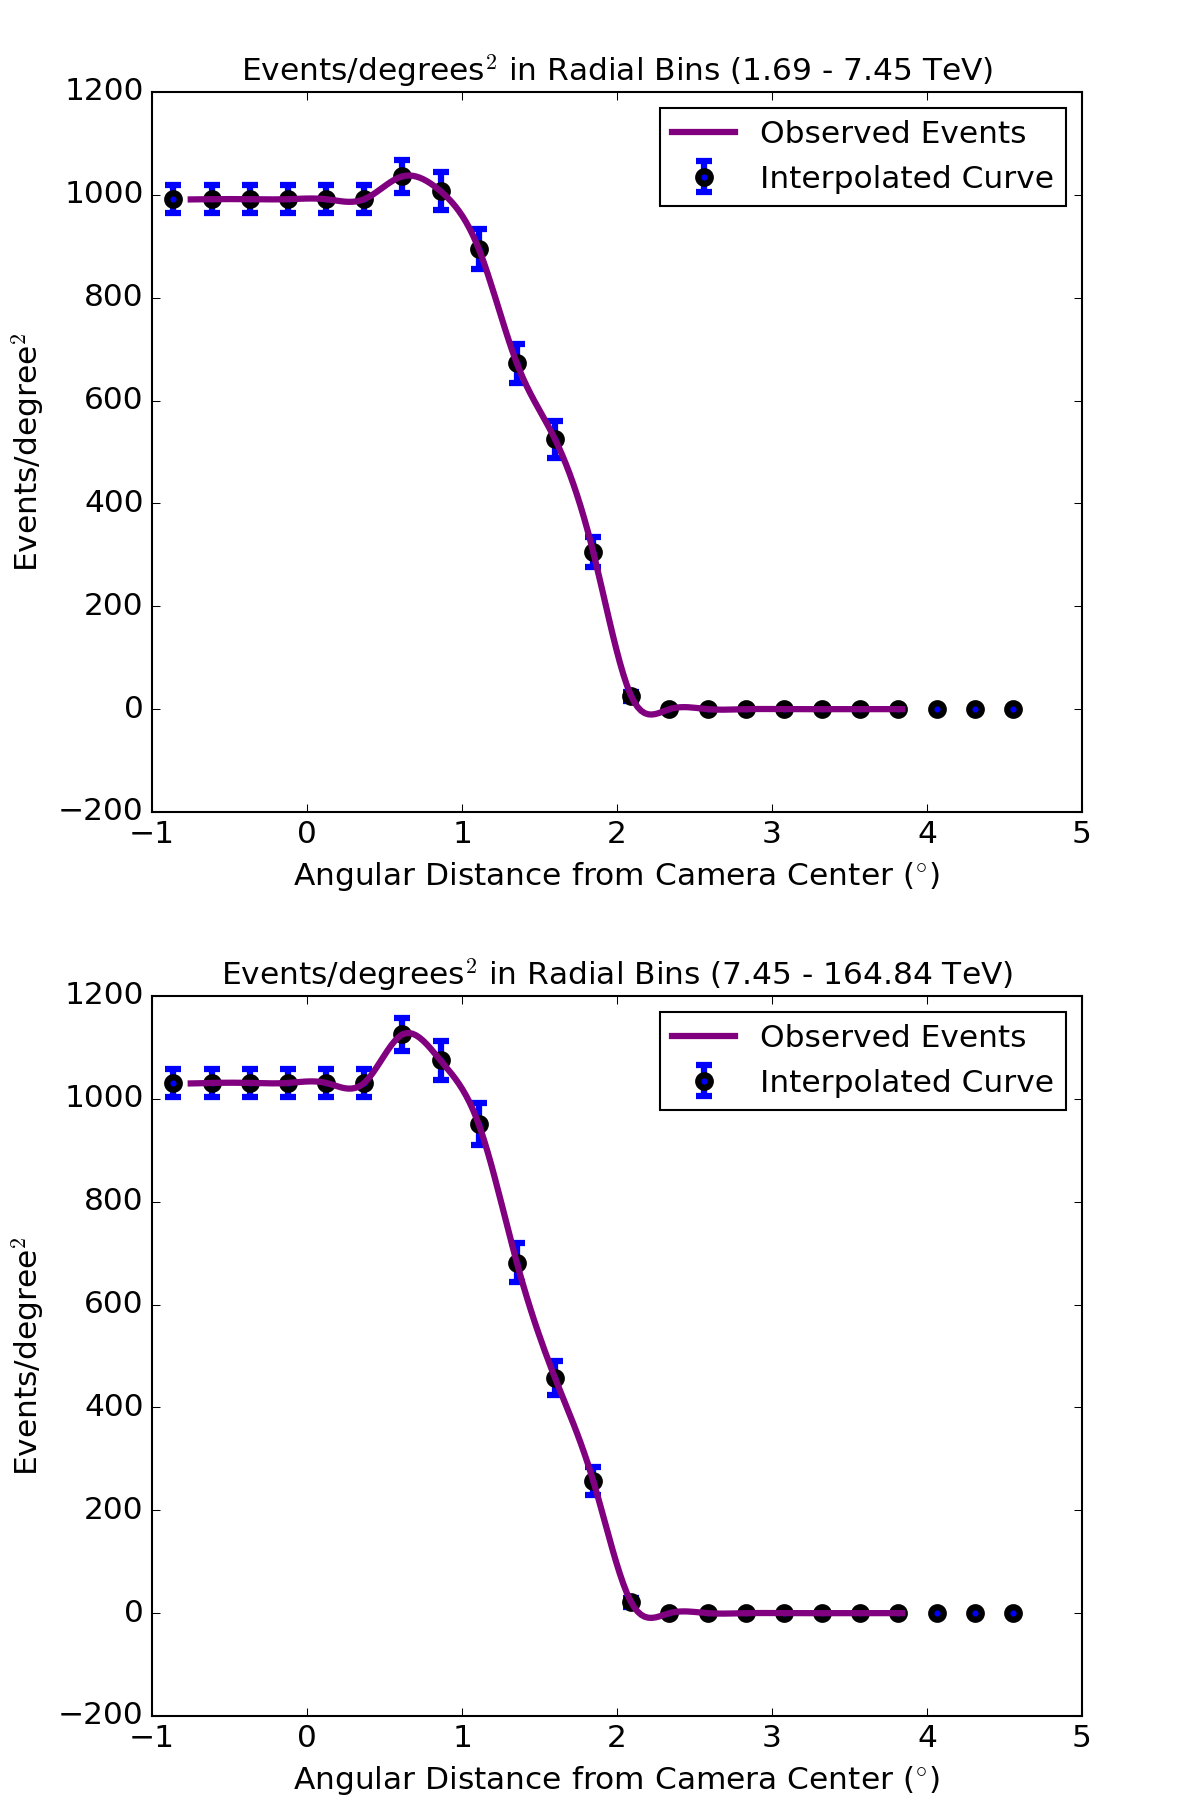 Events/degrees² in Radial Bins (1.69 - 7.45 TeV)
1200
1000
800
600
400
200
0
−200
Events/degree²
Observed Events
Interpolated Curve
−1 0 1 2 3 4 5
Angular Distance from Camera Center (°)
Events/degrees² in Radial Bins (7.45 - 164.84 TeV)
1200
1000
800
600
400
200
0
−200
Events/degree²
Observed Events
Interpolated Curve
−1 0 1 2 3 4 5
Angular Distance from Camera Center (°)